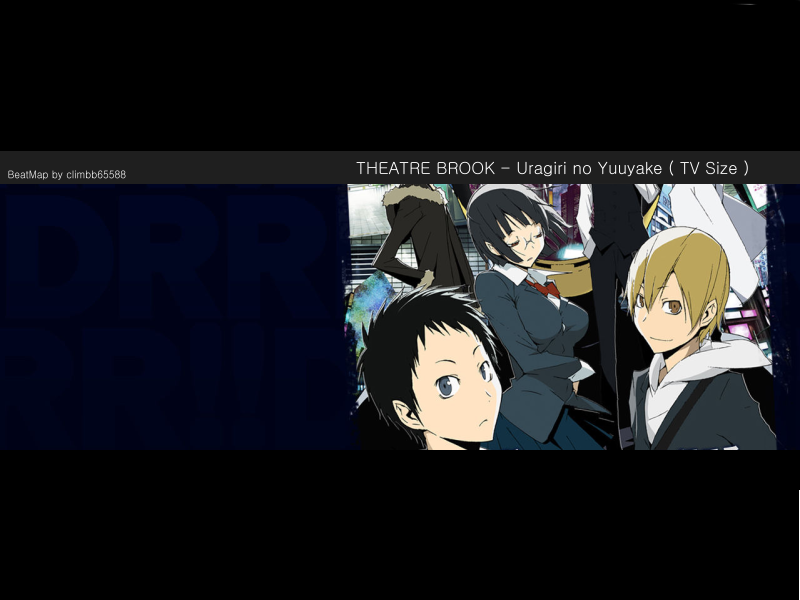 THEATRE BROOK - Uragiri no Yuuyake ( TV Size )
BeatMap by climbb65588
DRR